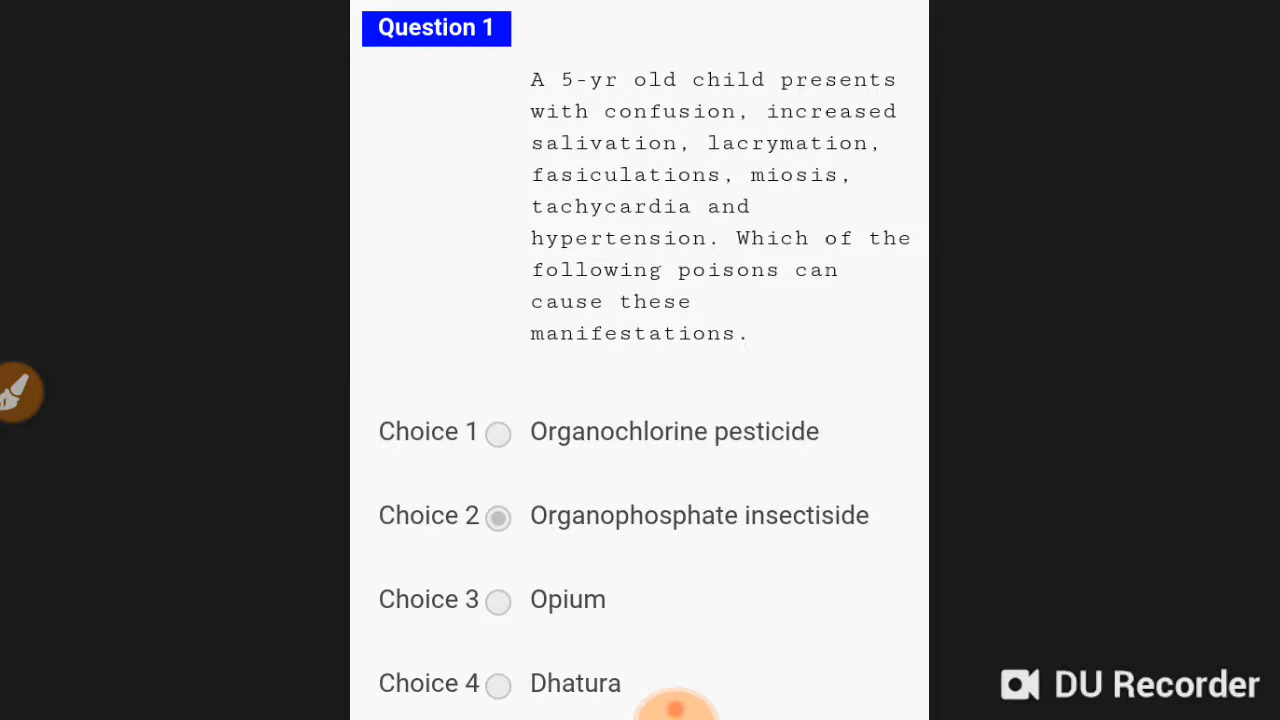 Question 1
A 5-yr old child presents
with confusion, increased
salivation, lacrymation,
fasiculations, miosis,
tachycardia and
hypertension. Which of the
following poisons can
cause these
manifestations.
Choice 1 Organochlorine pesticide
Choice 2 Organophosphate insectiside
Choice 3 Opium
Choice 4 Dhatura
DU Recorder